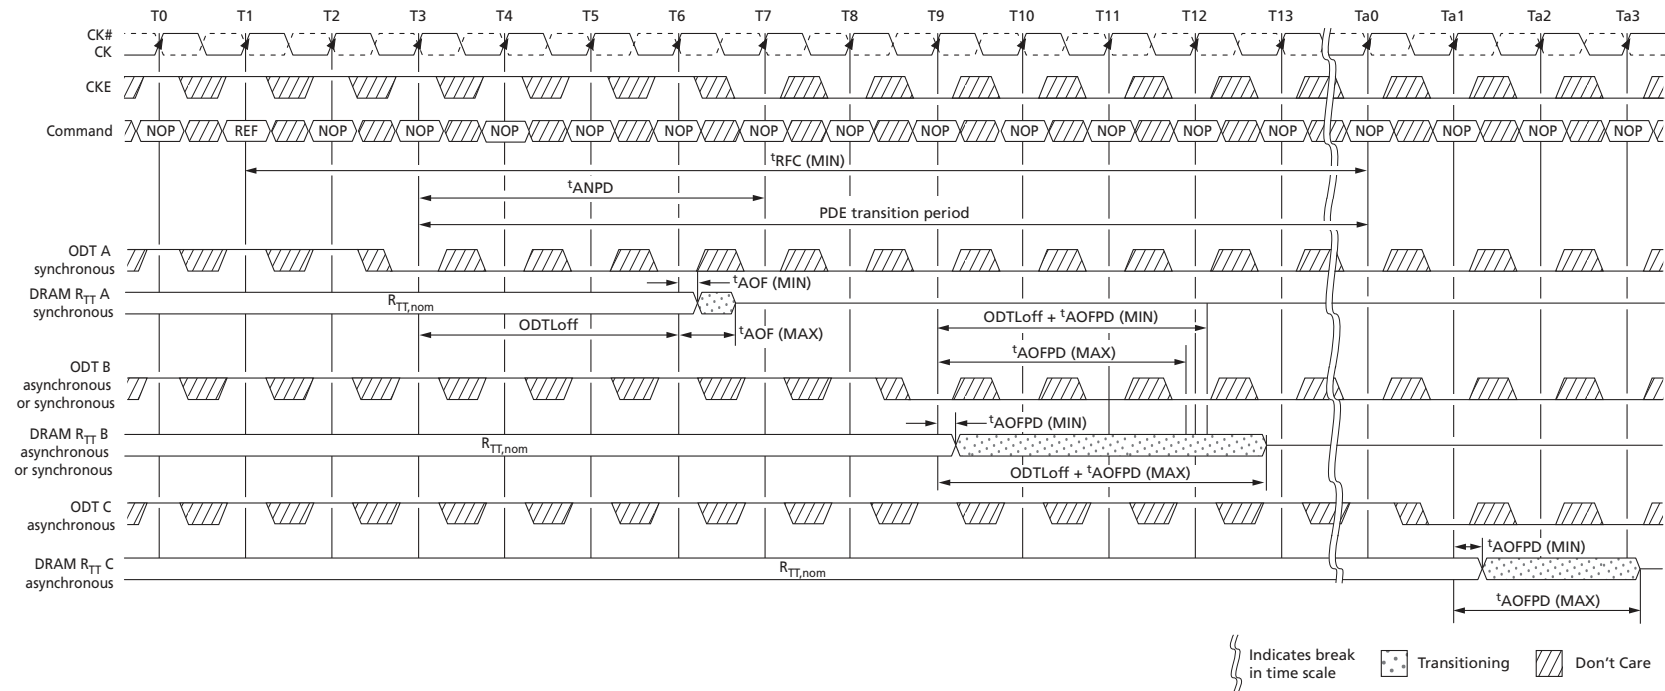 T0 T1 T2 T3 T4 T5 T6 T7 T8 T9 T10 T11 T12 T13 Ta0 Ta1 Ta2 Ta3
CK#
CK
CKE
Command NOP REF NOP NOP NOP NOP NOP NOP NOP NOP NOP NOP NOP NOP NOP NOP NOP NOP
tRFC (MIN)
tANPD
PDE transition period
ODT A
synchronous
tAOF (MIN)
DRAM RTT A
synchronous
RTT,nom
ODTLoff + tAOFPD (MIN)
ODTLoff
tAOF (MAX)
tAOFPD (MAX)
ODT B
asynchronous
or synchronous
tAOFPD (MIN)
DRAM RTT B
asynchronous
or synchronous
RTT,nom
ODTLoff + tAOFPD (MAX)
ODT C
asynchronous
tAOFPD (MIN)
DRAM RTT C
asynchronous
RTT,nom
tAOFPD (MAX)
Indicates break
in time scale
Transitioning
Don't Care